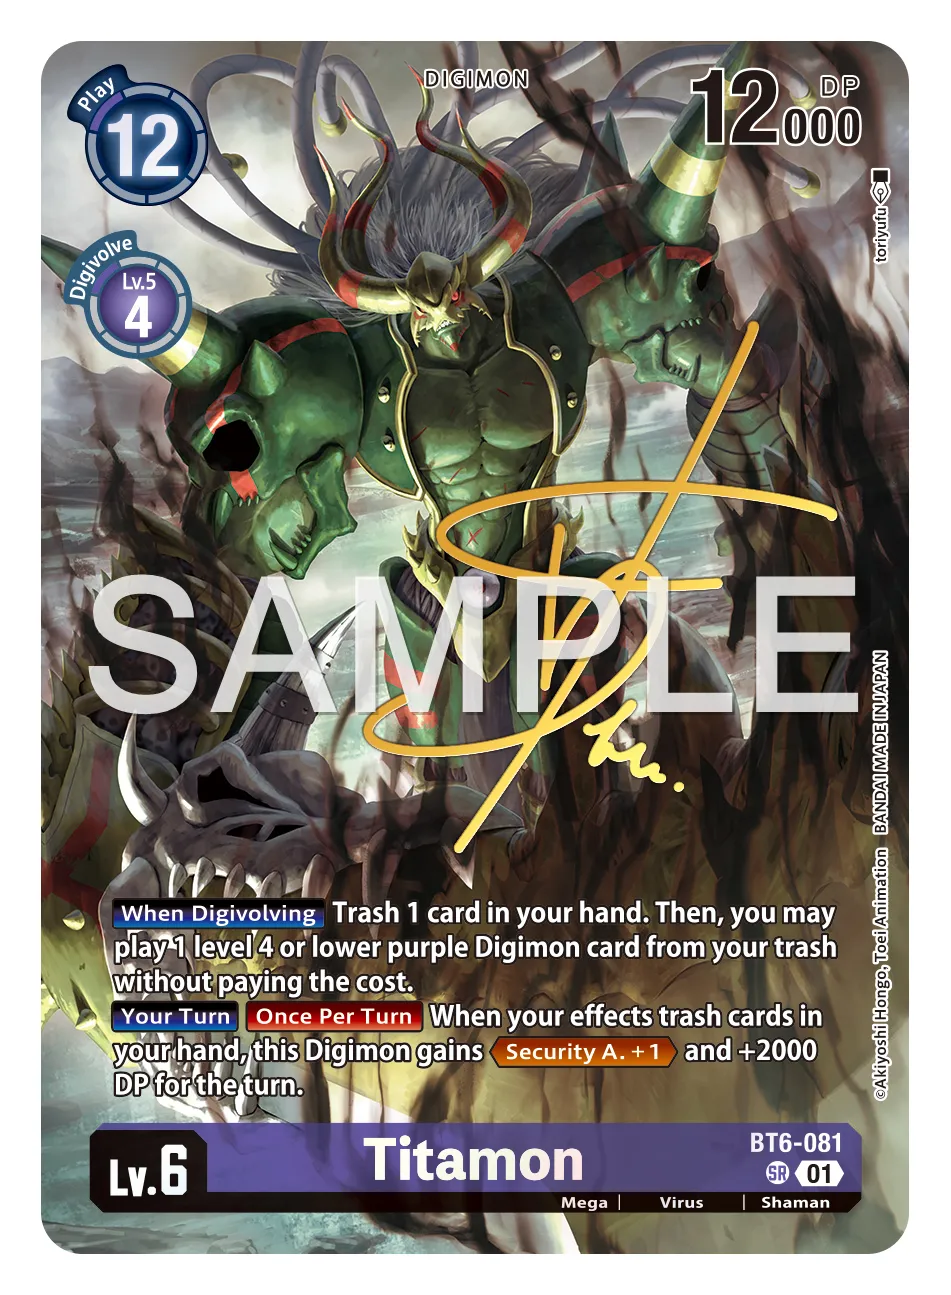 DIGIMON
Play
12
12000 DP
Digivolve
Lv.5
4
toriyufu
SAMPLE
When Digivolving Trash 1 card in your hand. Then, you may
play 1 level 4 or lower purple Digimon card from your trash
without paying the cost.
Your Turn Once Per Turn When your effects trash cards in
your hand, this Digimon gains Security A. +1 and +2000
DP for the turn.
©Akiyoshi Hongo, Toei Animation BANDAI MADE IN JAPAN
Lv.6
Titamon
BT6-081
SR 01
Mega | Virus | Shaman